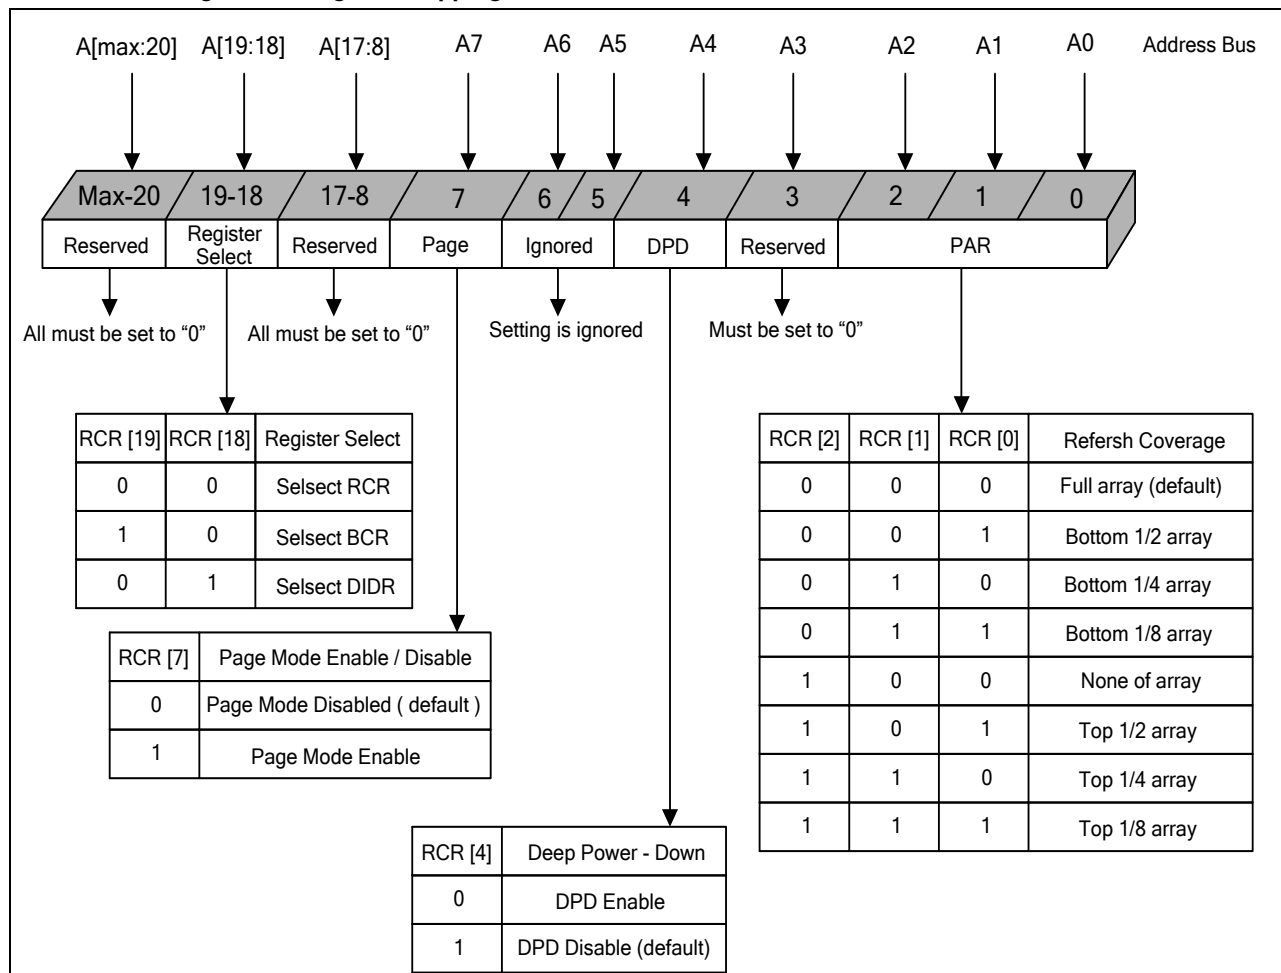 A[max:20] A[19:18] A[17:8] A7 A6 A5 A4 A3 A2 A1 A0 Address Bus
Max-20 19-18 17-8 7 6 5 4 3 2 1 0
Reserved Register Select Reserved Page Ignored DPD Reserved PAR
All must be set to “0” All must be set to “0” Setting is ignored Must be set to “0”
RCR [19] RCR [18] Register Select
0 0 Selsect RCR
1 0 Selsect BCR
0 1 Selsect DIDR
RCR [2] RCR [1] RCR [0] Refersh Coverage
0 0 0 Full array (default)
0 0 1 Bottom 1/2 array
0 1 0 Bottom 1/4 array
0 1 1 Bottom 1/8 array
1 0 0 None of array
1 0 1 Top 1/2 array
1 1 0 Top 1/4 array
1 1 1 Top 1/8 array
RCR [7] Page Mode Enable / Disable
0 Page Mode Disabled ( default )
1 Page Mode Enable
RCR [4] Deep Power - Down
0 DPD Enable
1 DPD Disable (default)